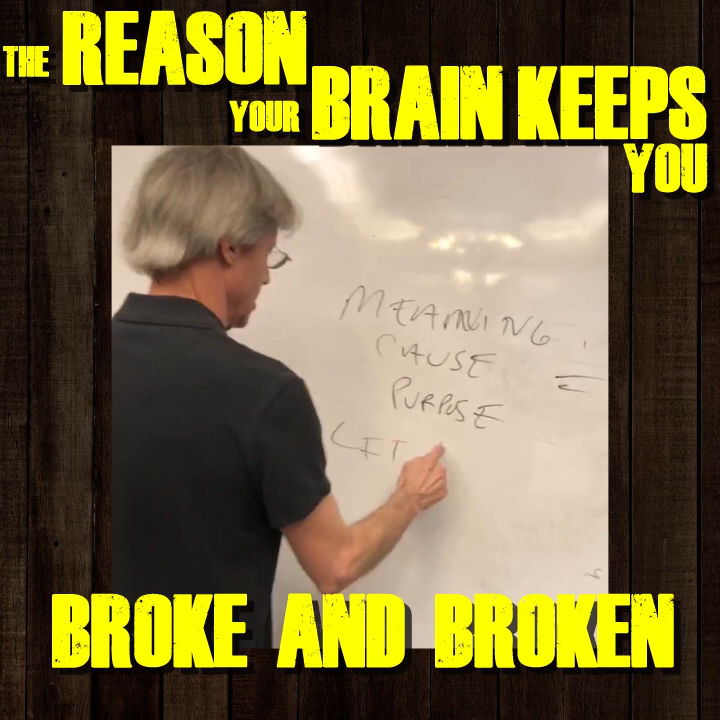 THE REASON
YOUR BRAIN KEEPS
YOU
MEANING
CAUSE
PURPOSE
BROKE AND BROKEN